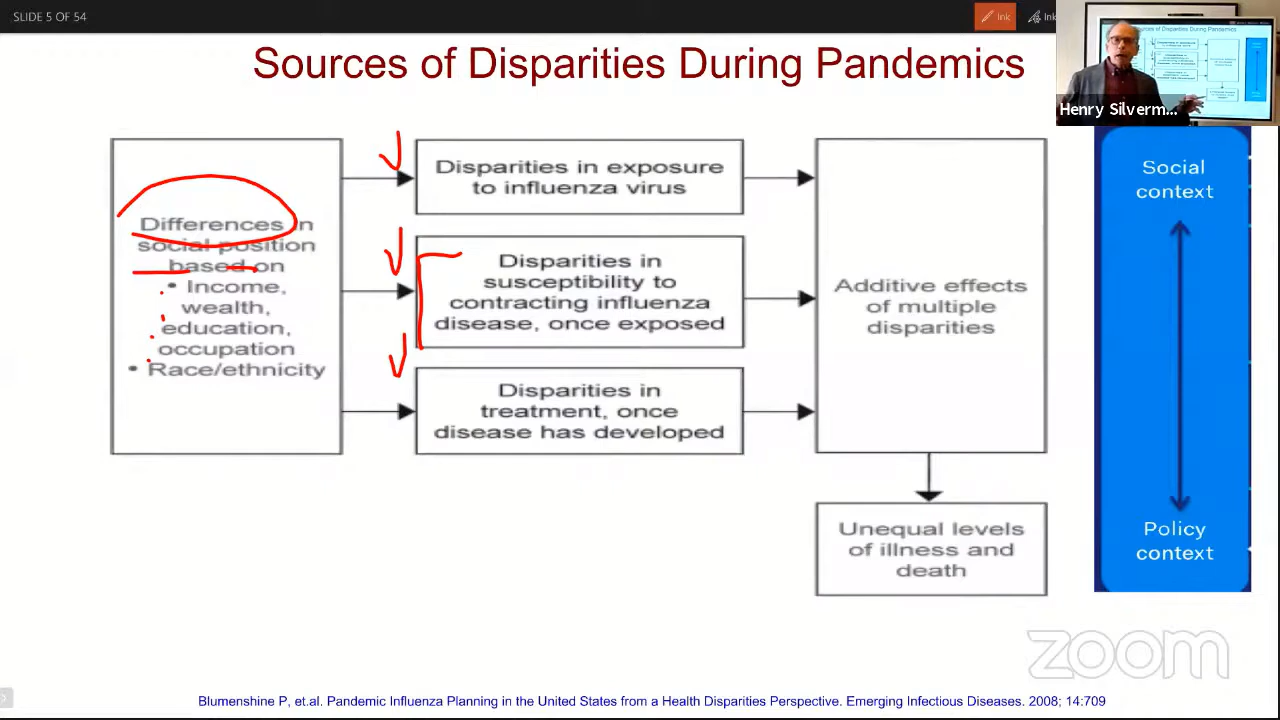 SLIDE 5 OF 54
Ink
Ink
Sources of Disparities During Pandemics
Henry Silverm...
Differences in
social position
based on
• Income,
wealth,
education,
occupation
• Race/ethnicity
Disparities in exposure
to influenza virus
Disparities in
susceptibility to
contracting influenza
disease, once exposed
Disparities in
treatment, once
disease has developed
Additive effects
of multiple
disparities
Unequal levels
of illness and
death
Social
context
Policy
context
zoom
Blumenshine P, et.al. Pandemic Influenza Planning in the United States from a Health Disparities Perspective. Emerging Infectious Diseases. 2008; 14:709